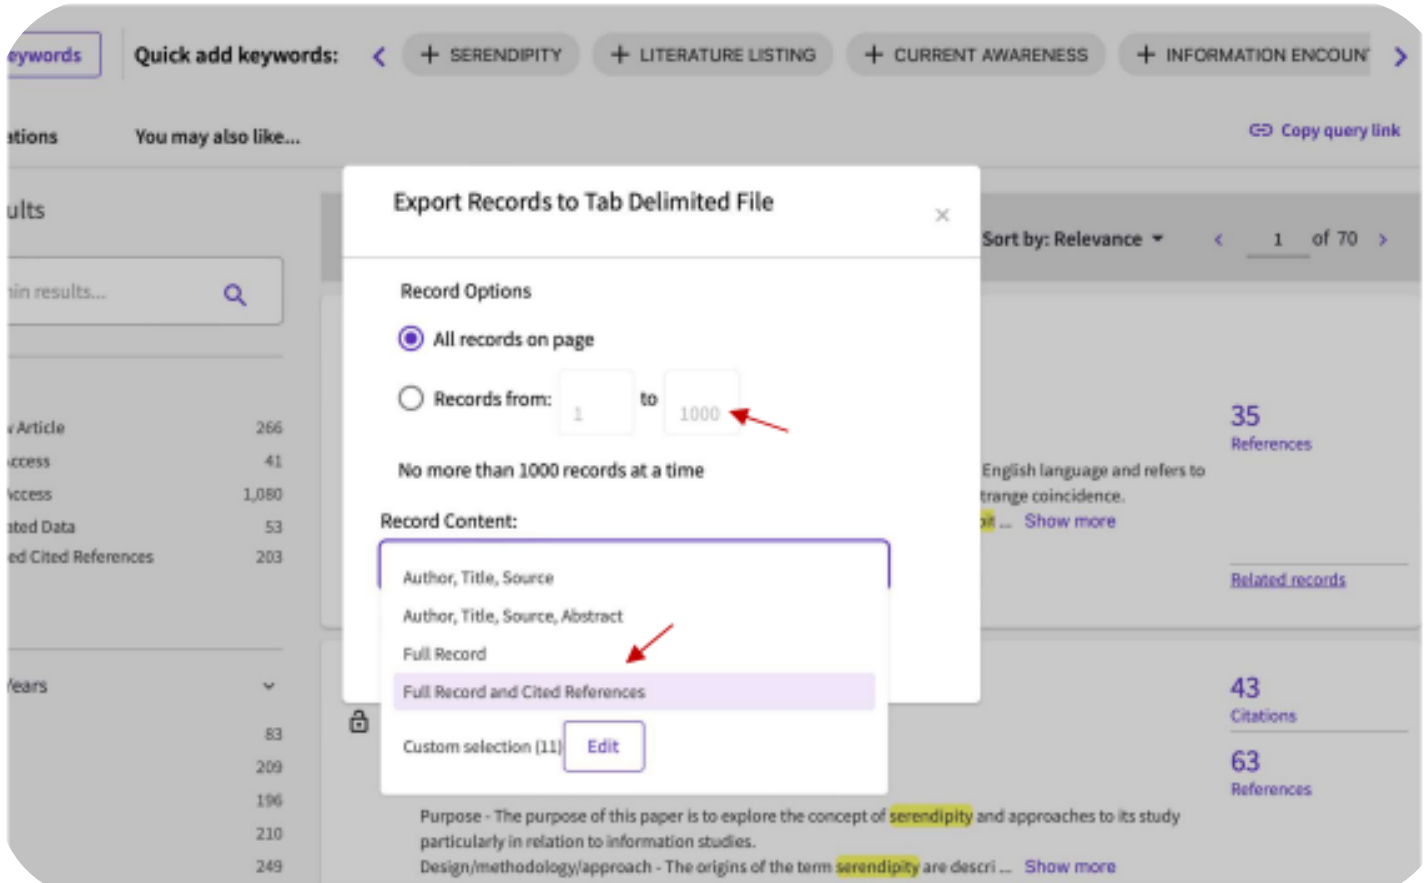 eywords
Quick add keywords:
+ SERENDIPITY
+ LITERATURE LISTING
+ CURRENT AWARENESS
+ INFORMATION ENCOUN
ations
You may also like...
Copy query link
ults
Export Records to Tab Delimited File
×
Sort by: Relevance
1 of 70
in results...
Record Options
All records on page
Records from: 1 to 1000
No more than 1000 records at a time
Article 266
ccess 41
Access 1,080
ated Data 53
ed Cited References 203
35
References
English language and refers to
trange coincidence.
... Show more
Related records
Record Content:
Author, Title, Source
Author, Title, Source, Abstract
Full Record
Full Record and Cited References
Custom selection (11) Edit
Years
83
209
196
210
249
43
Citations
63
References
Purpose - The purpose of this paper is to explore the concept of serendipity and approaches to its study
particularly in relation to information studies.
Design/methodology/approach - The origins of the term serendipity are descri ... Show more